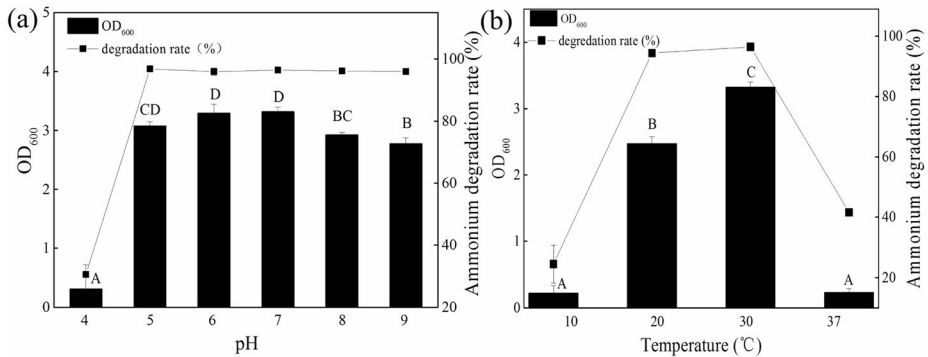 (a)
OD600
degradation rate（%）
OD600
5
4
3
2
1
0
CD
D
D
BC
B
A
100
80
60
40
20
Ammonium degradation rate (%)
4 5 6 7 8 9
pH
(b)
OD600
degredation rate (%)
OD600
4
3
2
1
0
A
B
C
A
100
80
60
40
20
Ammonium degradation rate (%)
10 20 30 37
Temperature (℃)